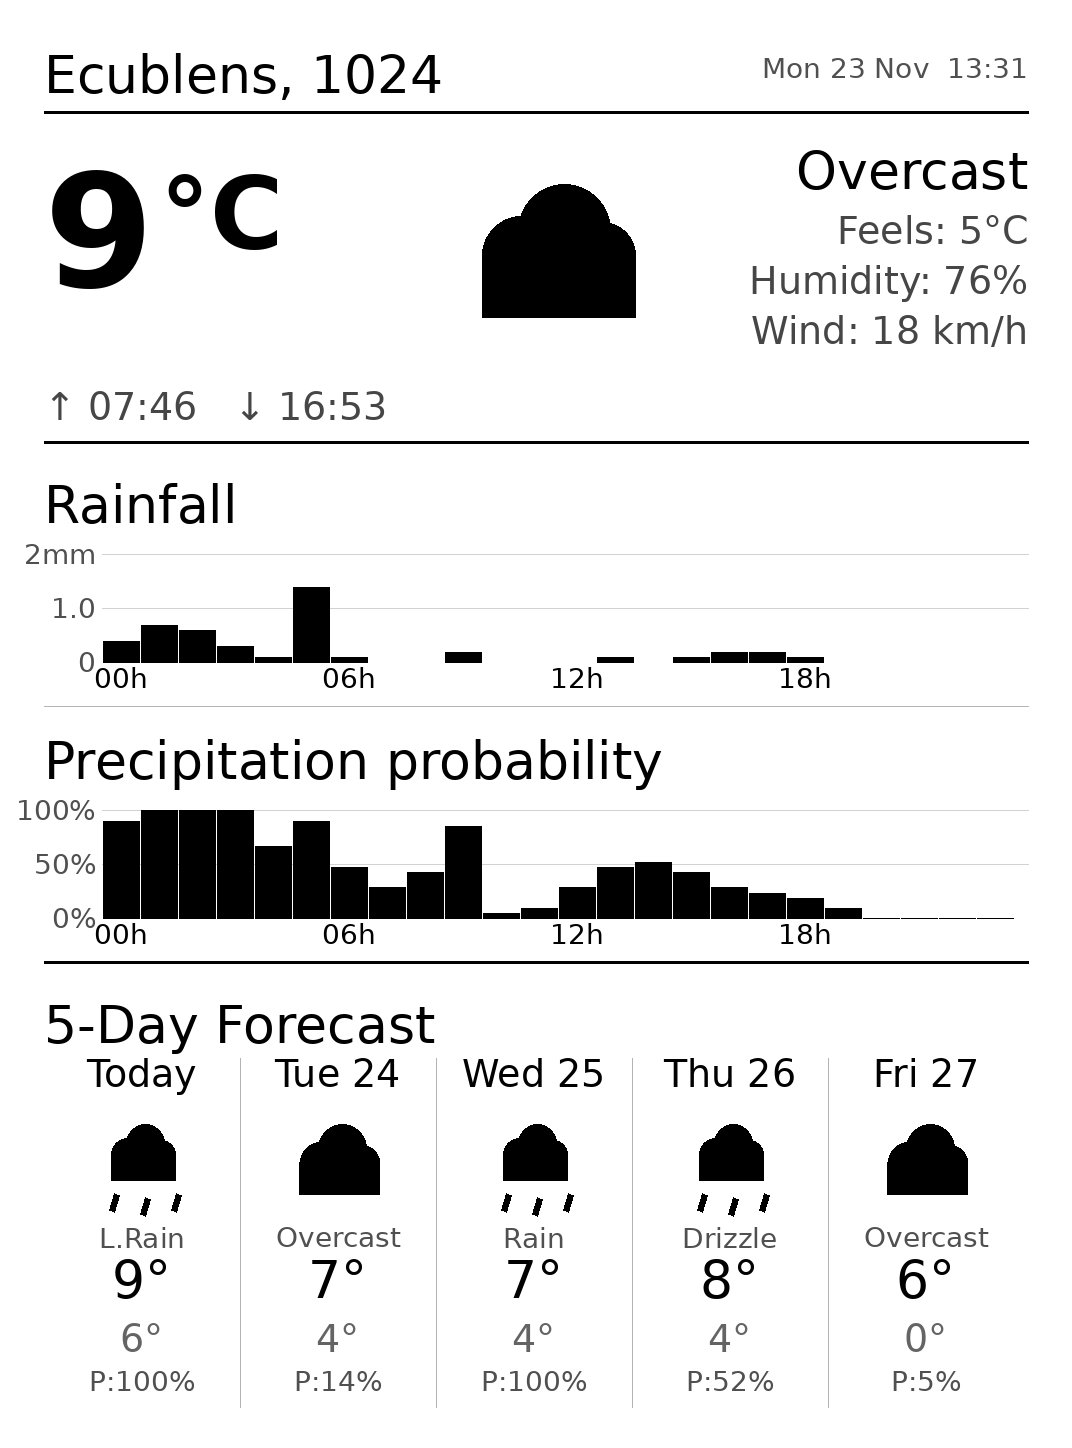 Ecublens, 1024
Mon 23 Nov  13:31
9°C
Overcast
Feels: 5°C
Humidity: 76%
Wind: 18 km/h
↑ 07:46   ↓ 16:53
Rainfall
2mm
1.0
0
00h 06h 12h 18h
Precipitation probability
100%
50%
0%
00h 06h 12h 18h
5-Day Forecast
Today Tue 24 Wed 25 Thu 26 Fri 27
L.Rain Overcast Rain Drizzle Overcast
9° 7° 7° 8° 6°
6° 4° 4° 4° 0°
P:100% P:14% P:100% P:52% P:5%